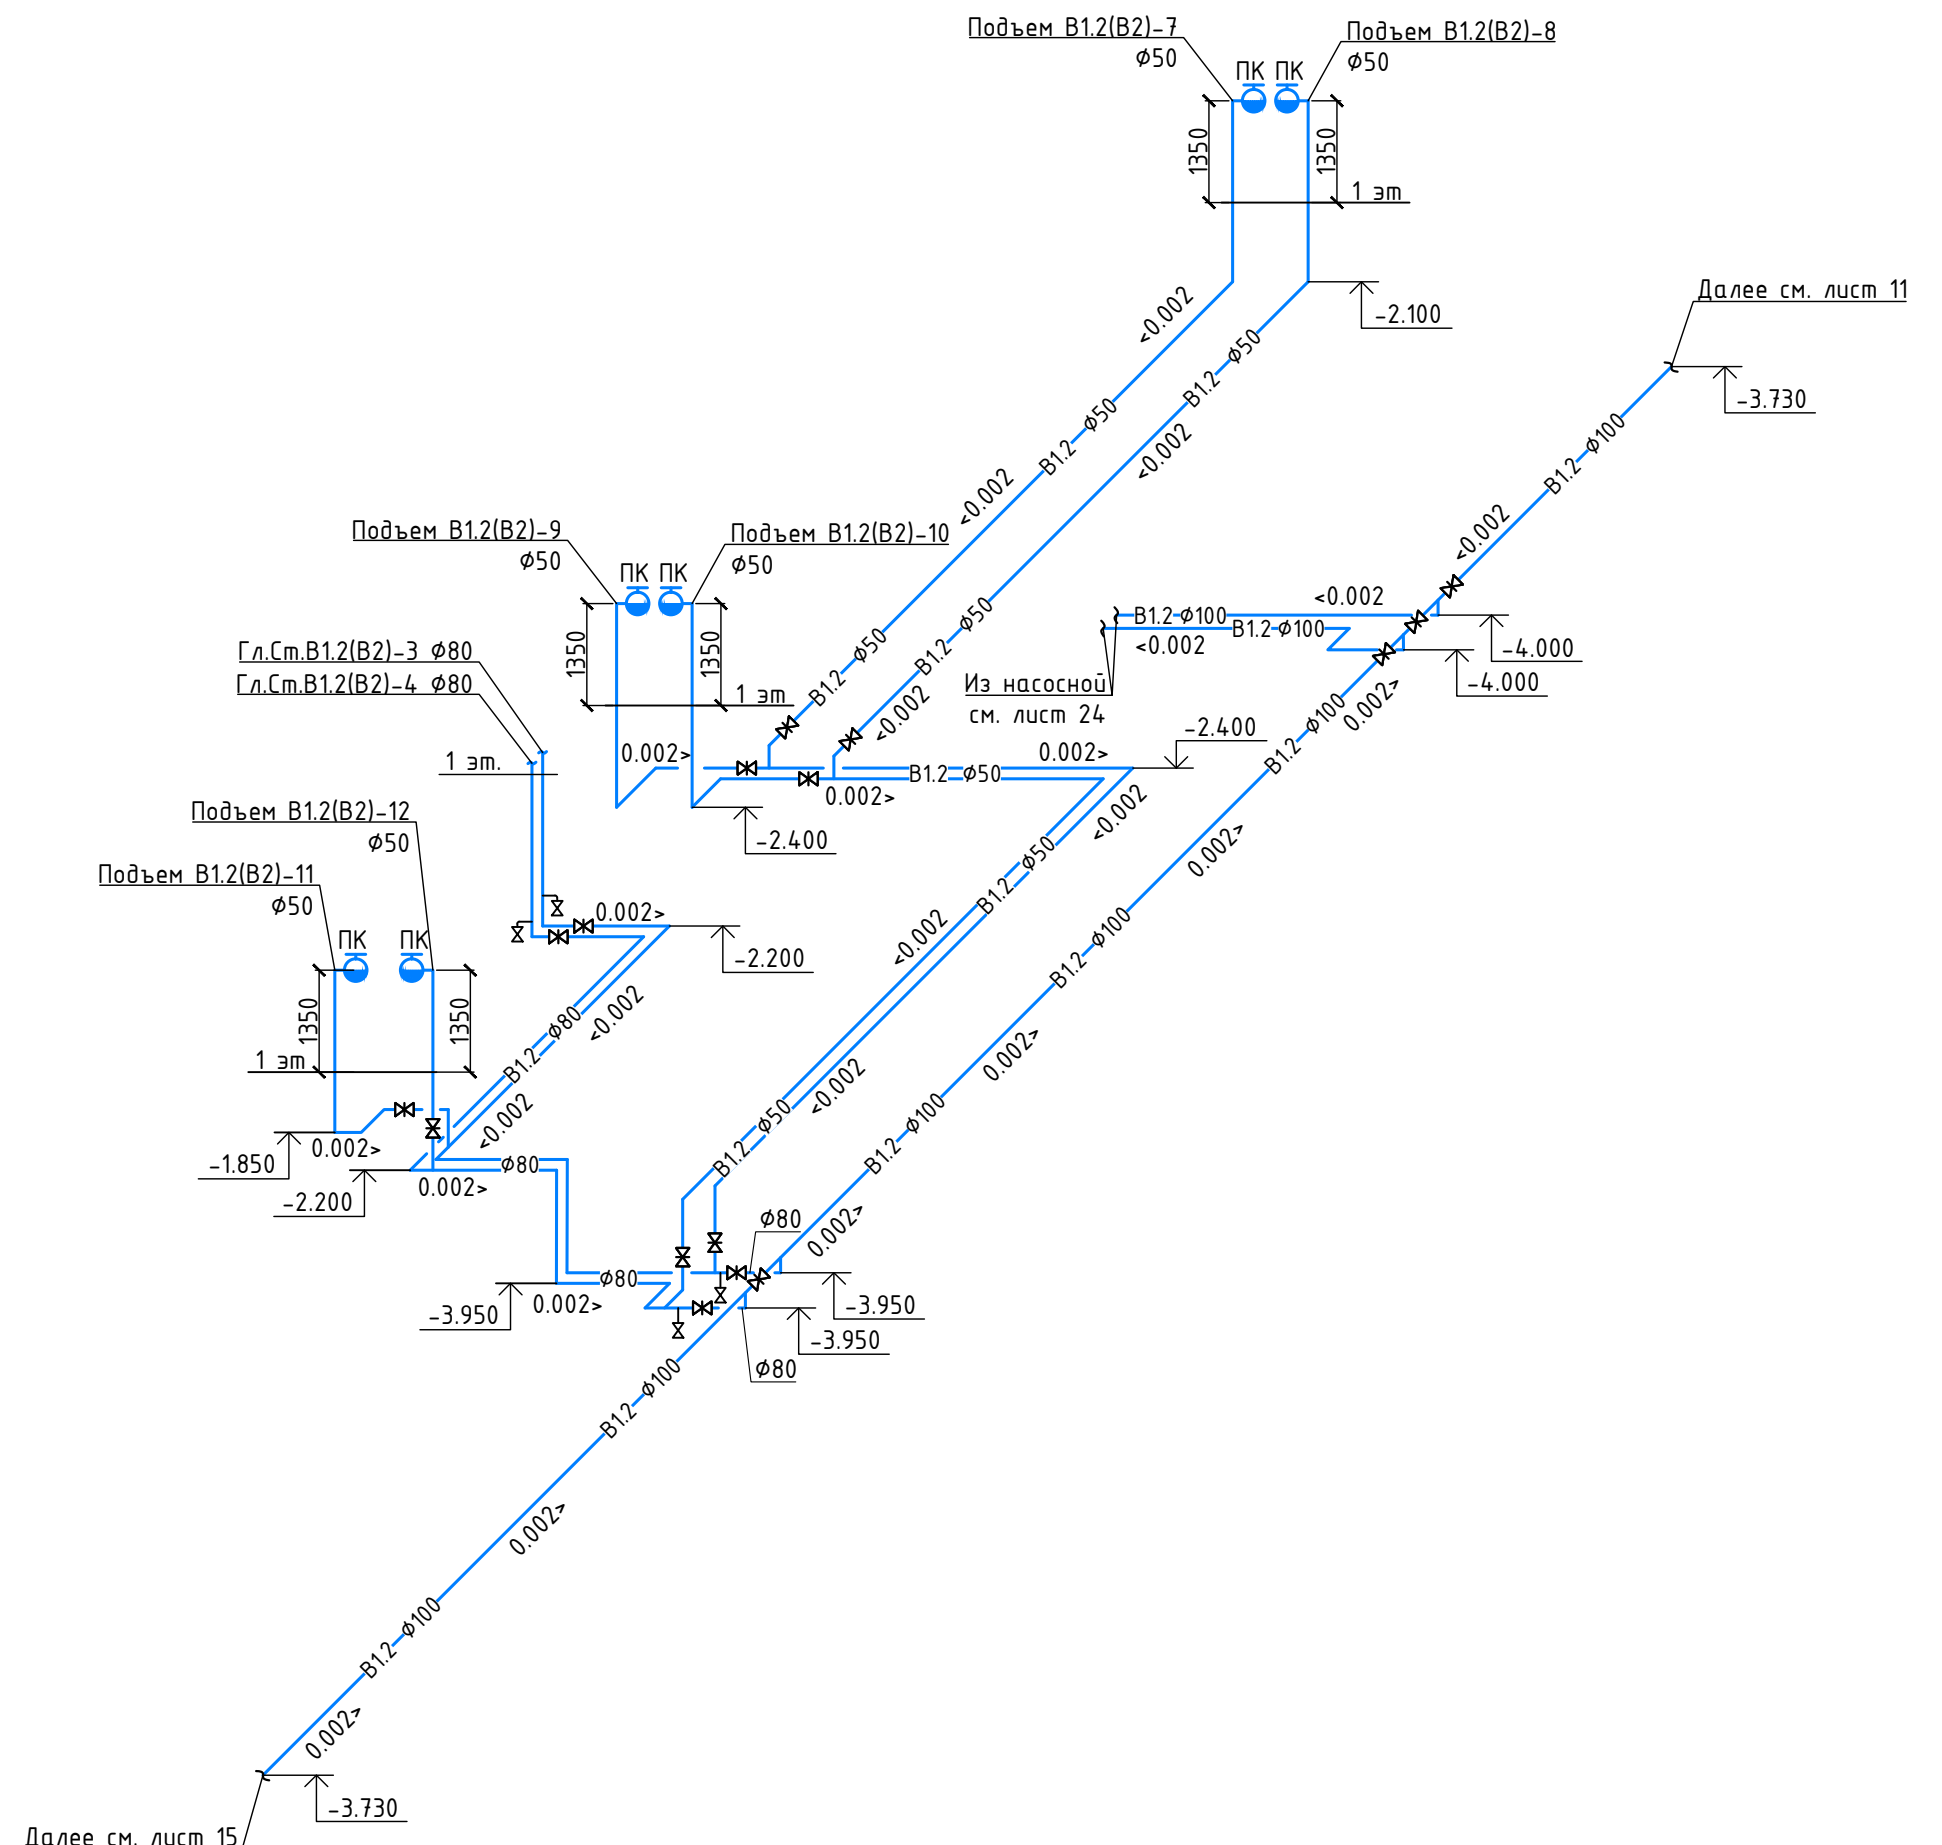 Подъем В1.2(В2)-7
Ø50
Подъем В1.2(В2)-8
Ø50
ПК
ПК
1350
1350
1 эт
<0.002
-2.100
Далее см. лист 11
-3.730
В1.2
Ø50
В1.2
Ø50
<0.002
<0.002
В1.2
Ø100
<0.002
Подъем В1.2(В2)-9
Ø50
Подъем В1.2(В2)-10
Ø50
ПК
ПК
1350
1350
1 эт
В1.2
Ø50
В1.2
Ø50
<0.002
<0.002
В1.2
Ø100
В1.2
Ø100
<0.002
-4.000
-4.000
Из насосной
см. лист 24
Гл.Ст.В1.2(В2)-3 Ø80
Гл.Ст.В1.2(В2)-4 Ø80
1 эт.
0.002>
0.002>
-2.400
В1.2
Ø50
0.002>
-2.400
В1.2
Ø100
0.002>
<0.002
Подъем В1.2(В2)-12
Ø50
Подъем В1.2(В2)-11
Ø50
ПК
ПК
1350
1350
1 эт
0.002>
-2.200
В1.2
Ø50
<0.002
0.002>
В1.2
Ø100
В1.2
Ø80
<0.002
<0.002
0.002>
-1.850
-2.200
Ø80
0.002>
<0.002
В1.2
Ø50
0.002>
В1.2
Ø100
Ø80
0.002>
Ø80
-3.950
0.002>
-3.950
-3.950
Ø80
В1.2
Ø100
0.002>
В1.2
Ø100
0.002>
-3.730
Далее см. лист 15